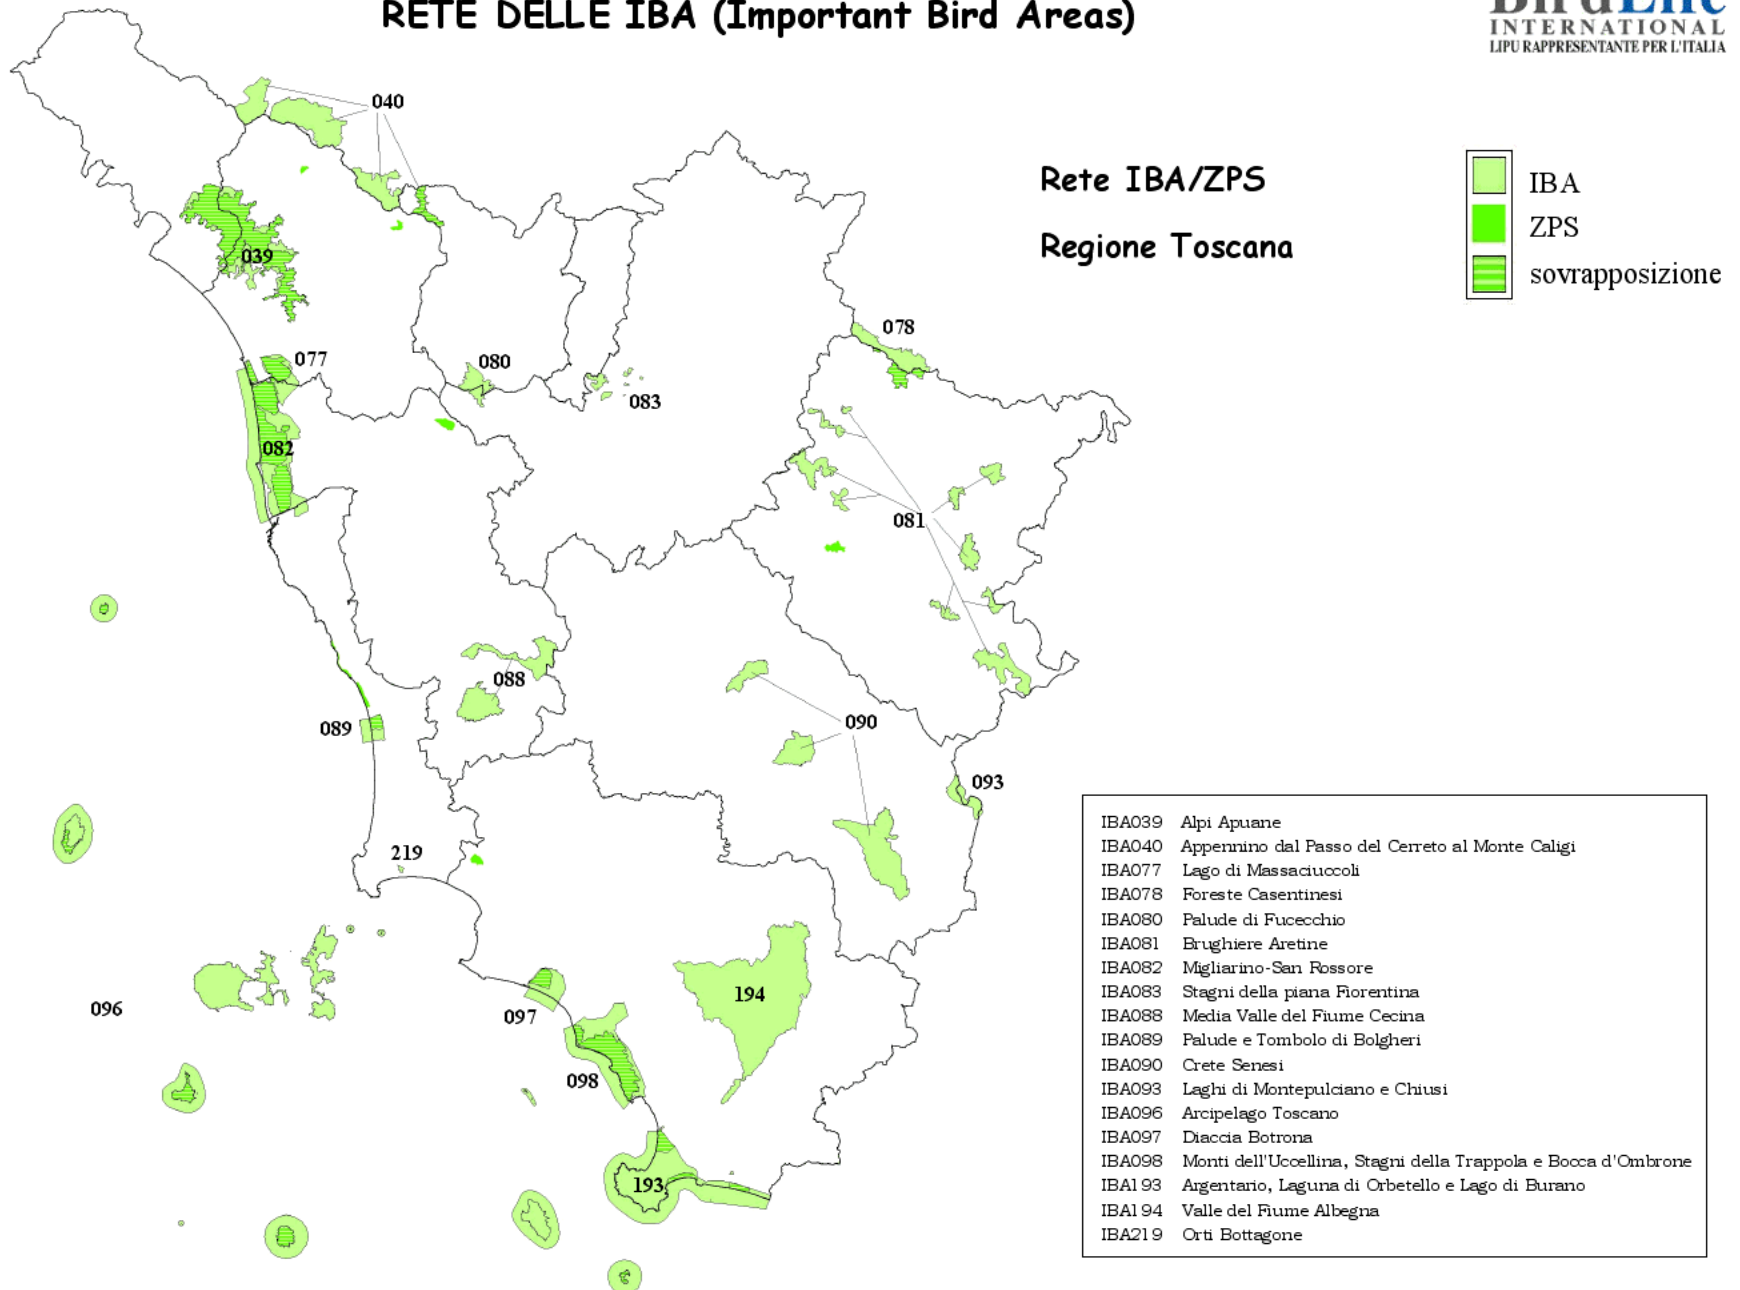 RETE DELLE IBA (Important Bird Areas)
BirdLife
INTERNATIONAL
LIPU RAPPRESENTANTE PER L'ITALIA
Rete IBA/ZPS
Regione Toscana
IBA
ZPS
sovrapposizione
040
039
077
080
083
078
082
081
088
089
090
093
219
096
097
194
098
193
IBA039 Alpi Apuane
IBA040 Appennino dal Passo del Cerreto al Monte Caligi
IBA077 Lago di Massaciuccoli
IBA078 Foreste Casentinesi
IBA080 Palude di Fucecchio
IBA081 Brughiere Aretine
IBA082 Migliarino-San Rossore
IBA083 Stagni della piana Fiorentina
IBA088 Media Valle del Fiume Cecina
IBA089 Palude e Tombolo di Bolgheri
IBA090 Crete Senesi
IBA093 Laghi di Montepulciano e Chiusi
IBA096 Arcipelago Toscano
IBA097 Diaccia Botrona
IBA098 Monti dell'Uccellina, Stagni della Trappola e Bocca d'Ombrone
IBA193 Argentario, Laguna di Orbetello e Lago di Burano
IBA194 Valle del Fiume Albegna
IBA219 Orti Bottagone